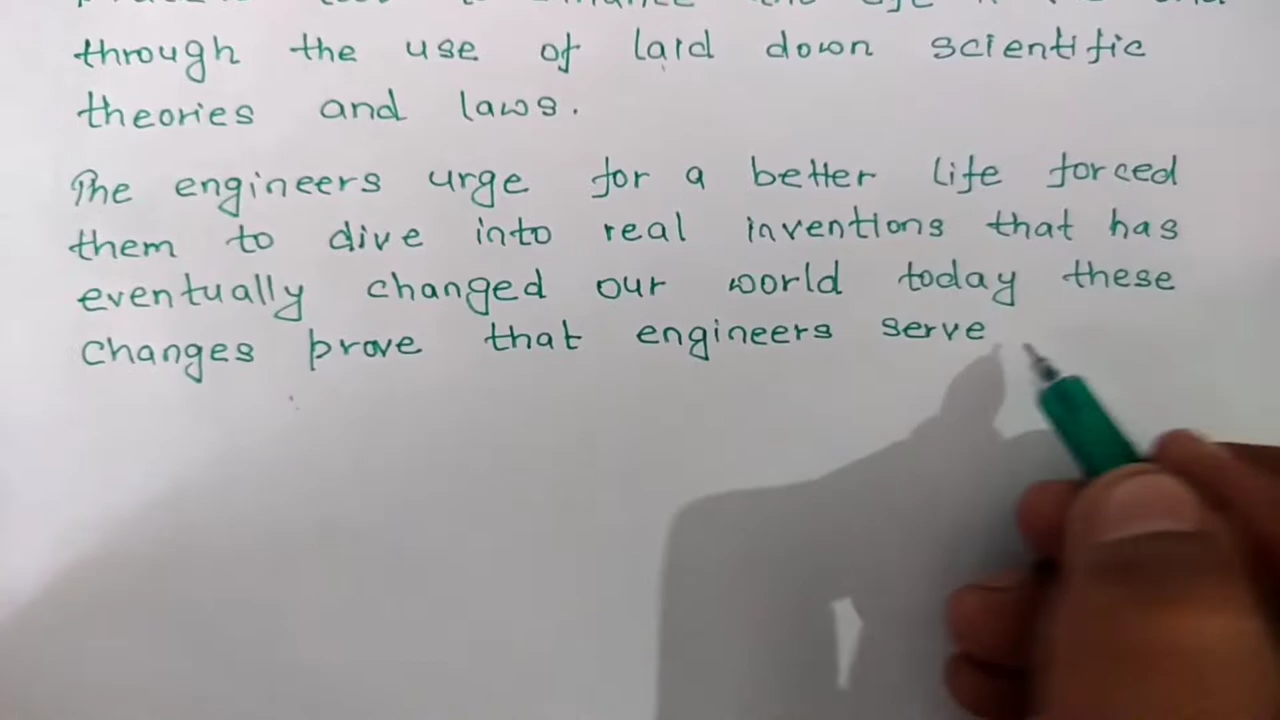 through the use of laid down scientific
theories and laws.
The engineers urge for a better life forced
them to dive into real inventions that has
eventually changed our world today these
changes prove that engineers serve